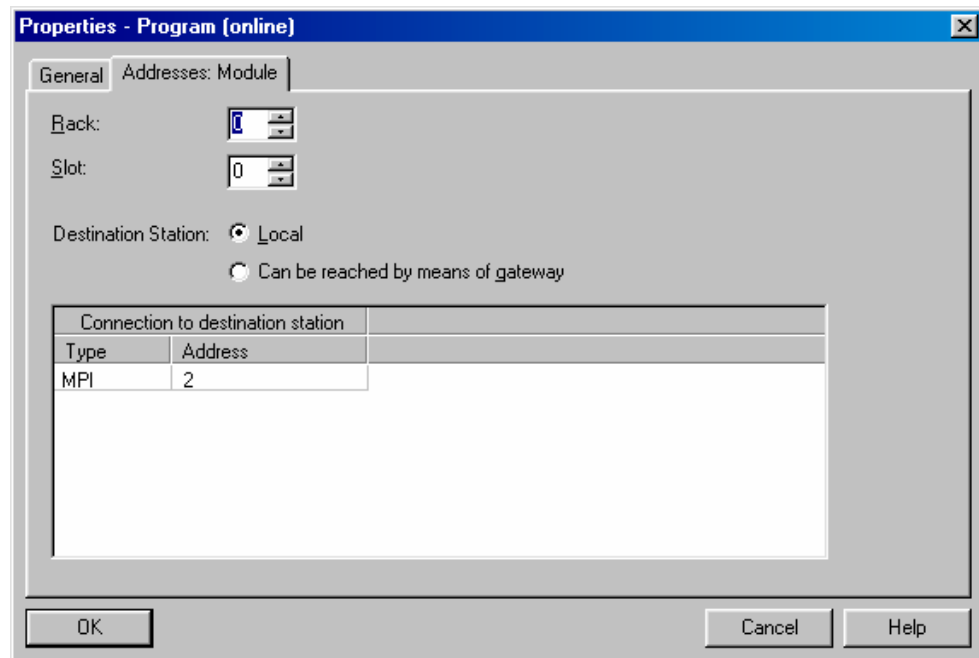 Properties - Program (online)
General Addresses: Module
Rack: 0
Slot: 0
Destination Station: Local
Can be reached by means of gateway
Connection to destination station
Type Address
MPI 2
OK Cancel Help